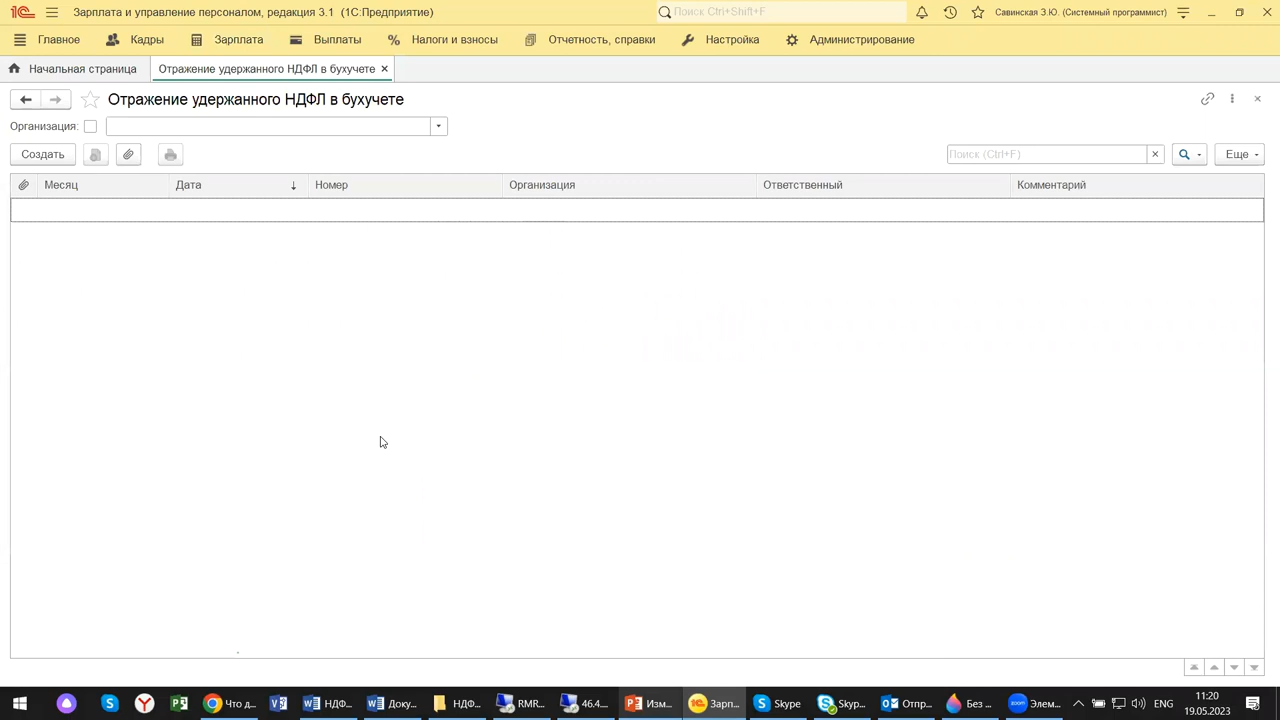 1С Зарплата и управление персоналом, редакция 3.1 (1С:Предприятие)
Поиск Ctrl+Shift+F
Савинская З.Ю. (Системный программист)
Главное Кадры Зарплата Выплаты % Налоги и взносы Отчетность, справки Настройка Администрирование
Начальная страница Отражение удержанного НДФЛ в бухучете ×
Отражение удержанного НДФЛ в бухучете
Организация:
Создать Поиск (Ctrl+F) Еще
Месяц Дата Номер Организация Ответственный Комментарий
Что д... НДФ... Доку... НДФ... RMR... 46.4... Изм... Зарп... Skype Skyp... Отпр... Без ... Элем... ENG
11:20
19.05.2023